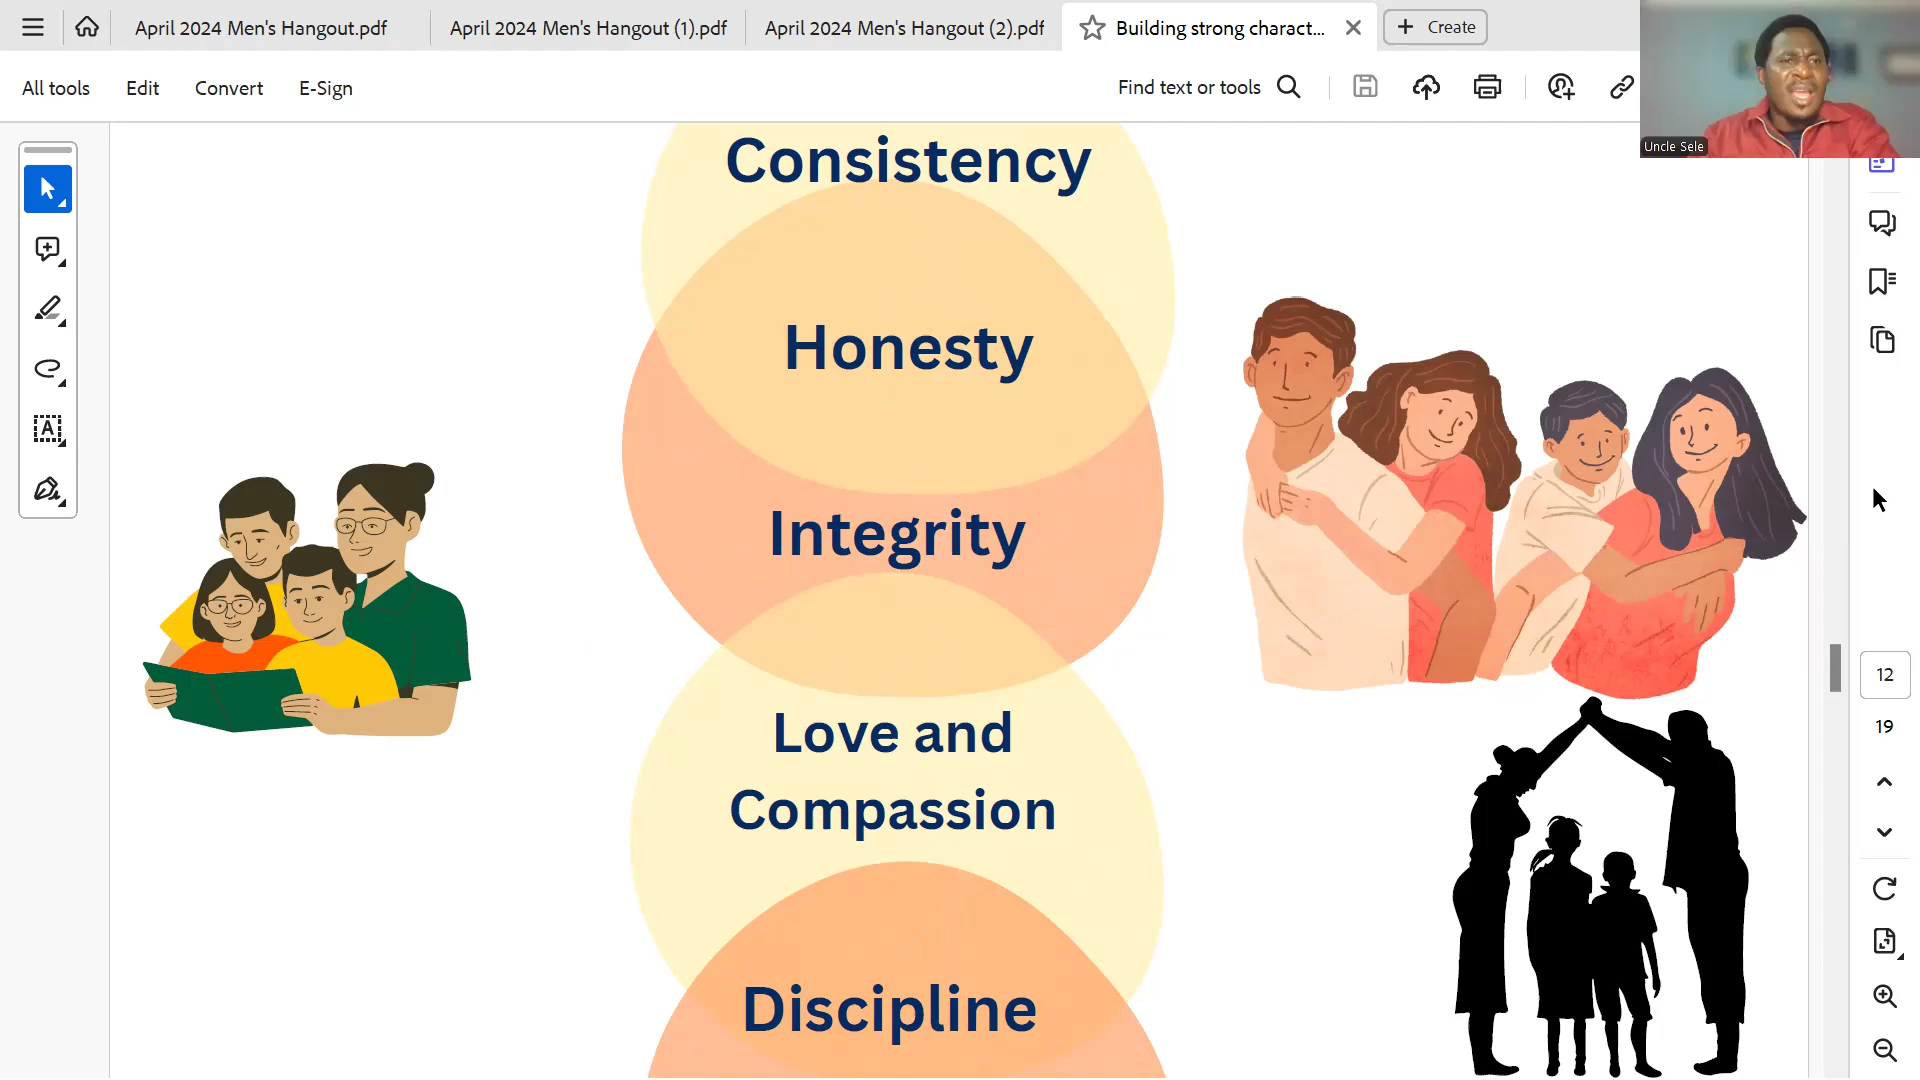 April 2024 Men's Hangout.pdf
April 2024 Men's Hangout (1).pdf
April 2024 Men's Hangout (2).pdf
Building strong charact...
Create
All tools
Edit
Convert
E-Sign
Find text or tools
Uncle Sele
Consistency
Honesty
Integrity
Love and
Compassion
Discipline
12
19